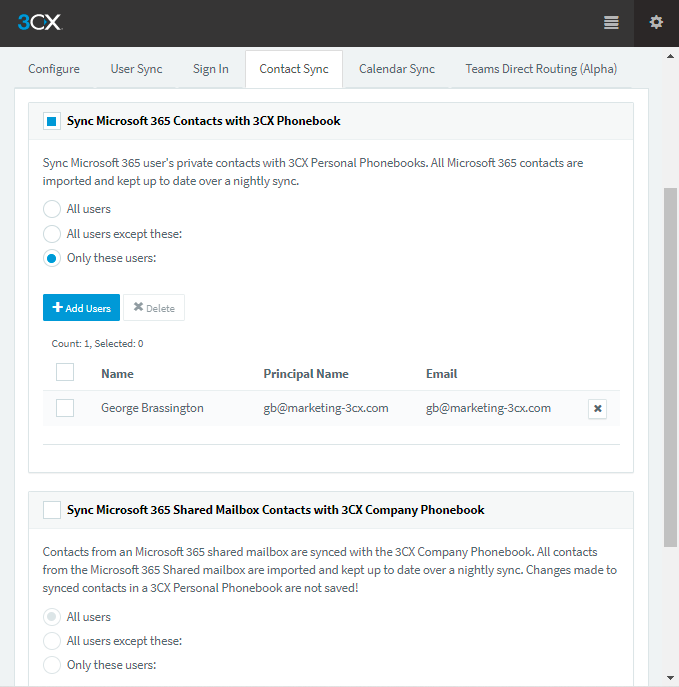 3CX
Configure User Sync Sign In Contact Sync Calendar Sync Teams Direct Routing (Alpha)
Sync Microsoft 365 Contacts with 3CX Phonebook
Sync Microsoft 365 user's private contacts with 3CX Personal Phonebooks. All Microsoft 365 contacts are
imported and kept up to date over a nightly sync.
All users
All users except these:
Only these users:
Add Users Delete
Count: 1, Selected: 0
Name Principal Name Email
George Brassington gb@marketing-3cx.com gb@marketing-3cx.com
Sync Microsoft 365 Shared Mailbox Contacts with 3CX Company Phonebook
Contacts from an Microsoft 365 shared mailbox are synced with the 3CX Company Phonebook. All contacts
from the Microsoft 365 Shared mailbox are imported and kept up to date over a nightly sync. Changes made to
synced contacts in a 3CX Personal Phonebook are not saved!
All users
All users except these:
Only these users: